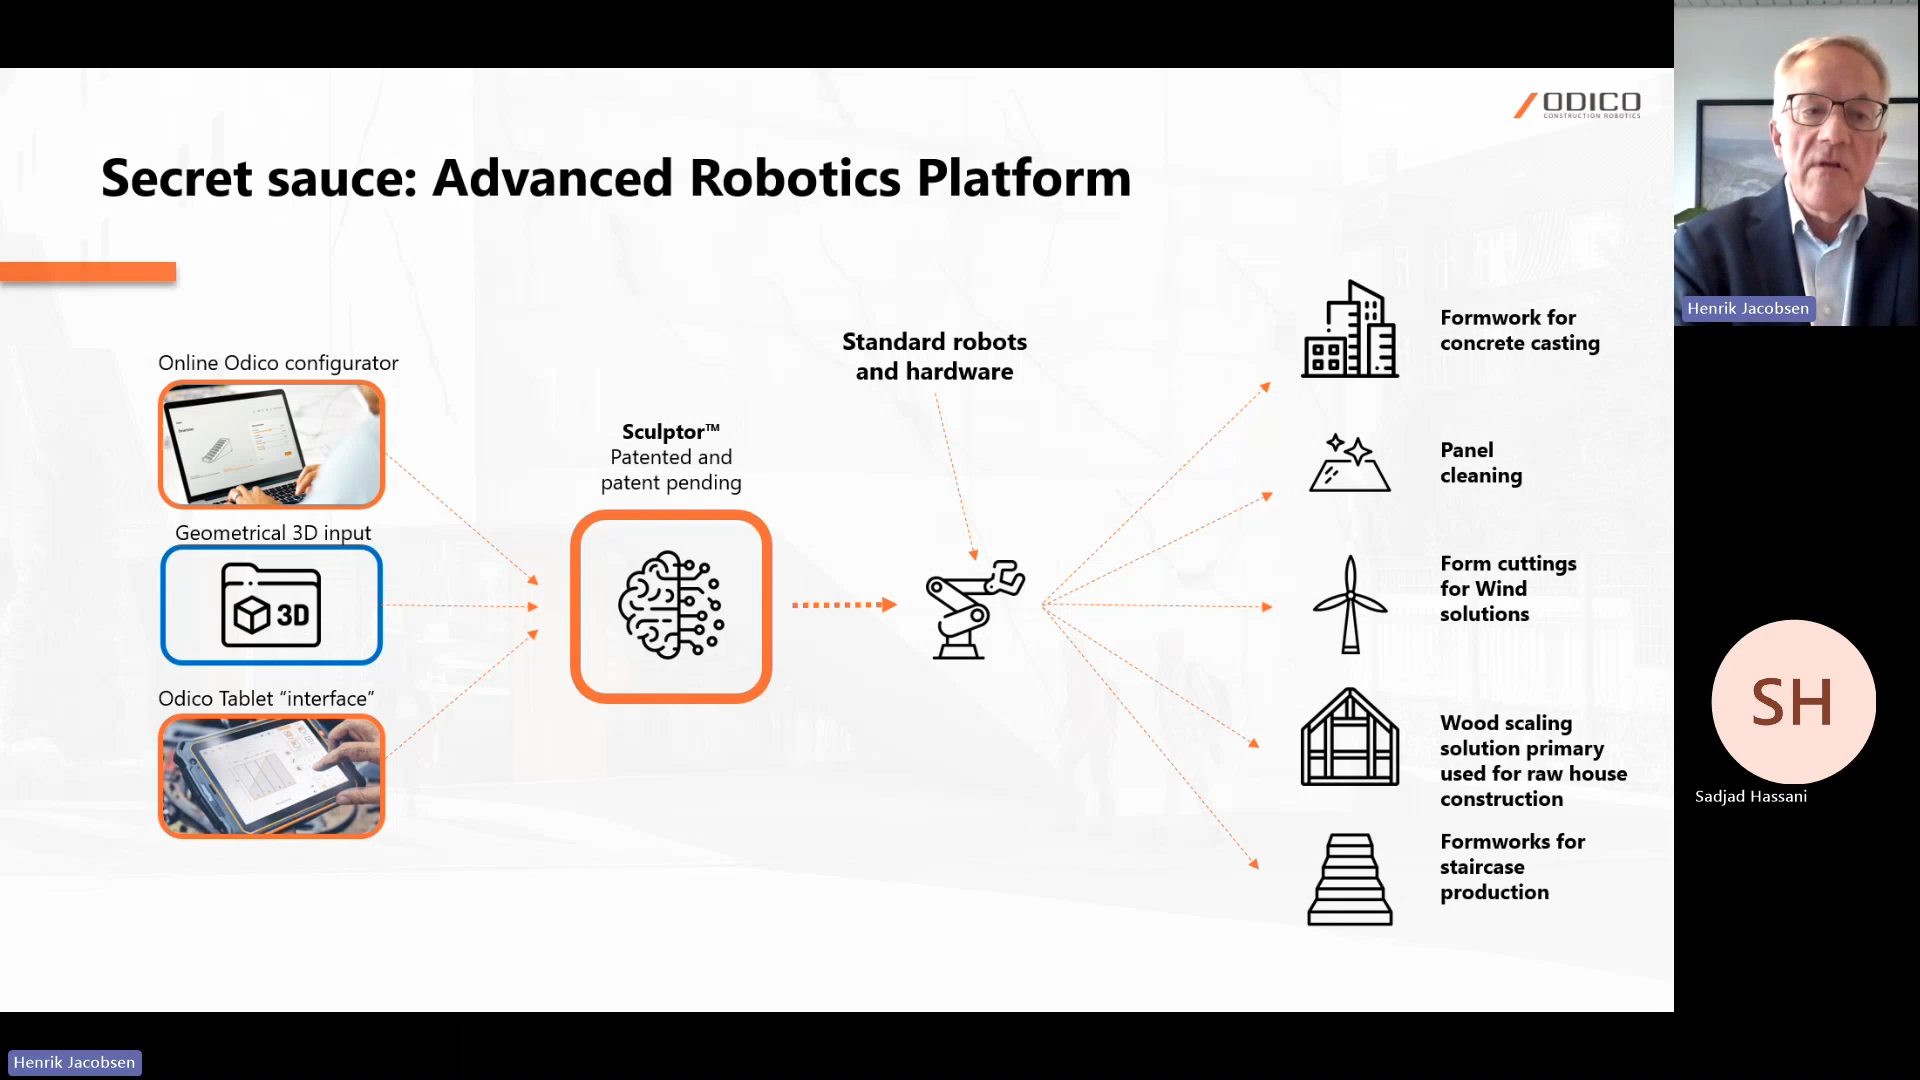 ODICO
CONSTRUCTION ROBOTICS
Secret sauce: Advanced Robotics Platform
Online Odico configurator
Geometrical 3D input
3D
Odico Tablet “interface”
Sculptor™
Patented and
patent pending
Standard robots
and hardware
Formwork for
concrete casting
Panel
cleaning
Form cuttings
for Wind
solutions
Wood scaling
solution primary
used for raw house
construction
Formworks for
staircase
production
Henrik Jacobsen
SH
Sadjad Hassani
Henrik Jacobsen